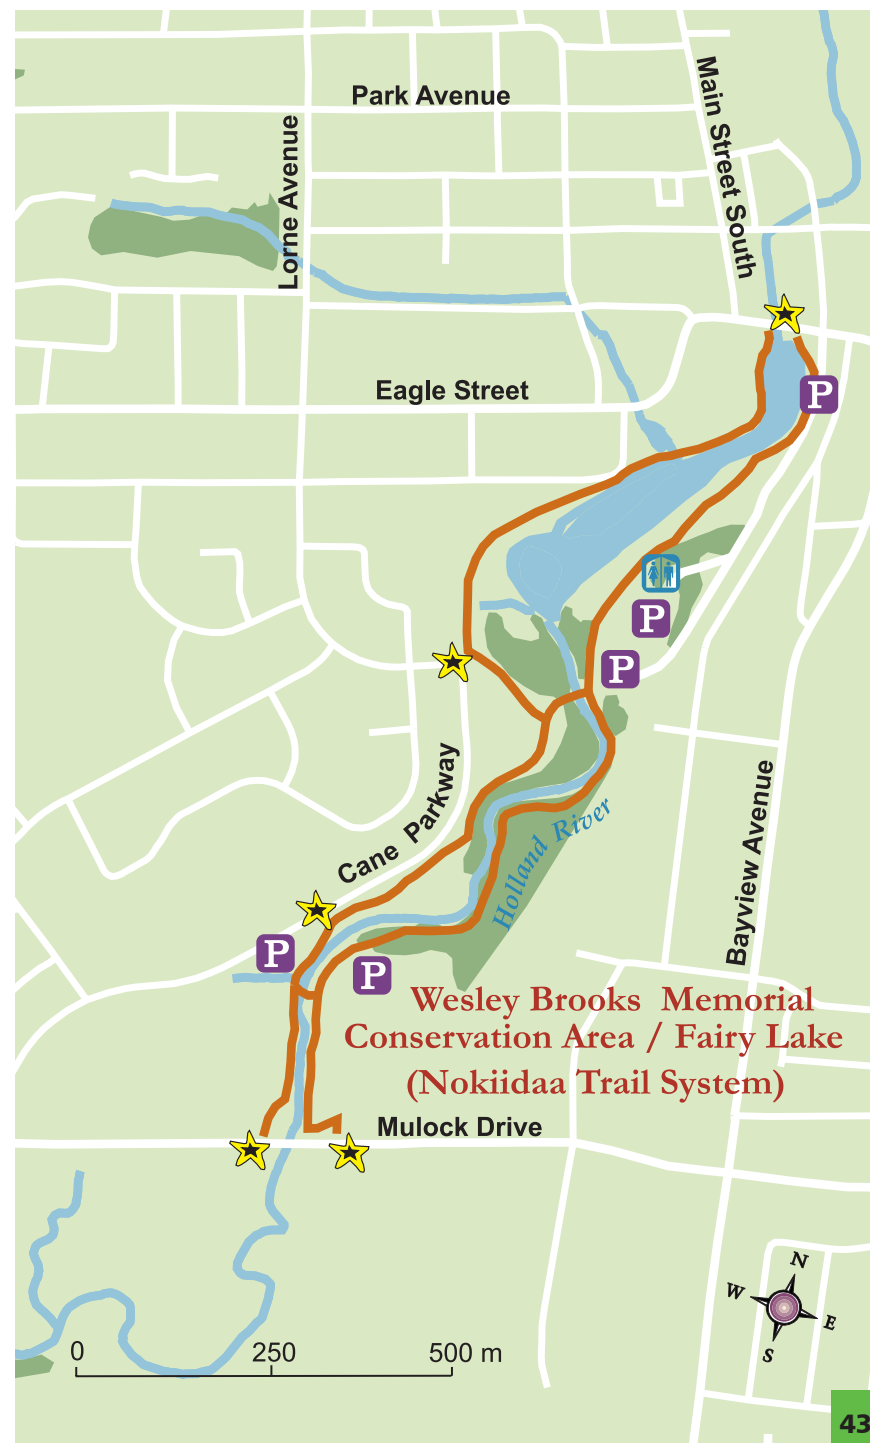 Park Avenue
Main Street South
Lorne Avenue
Eagle Street
P
P
P
Cane Parkway
Holland River
Bayview Avenue
P
P
Wesley Brooks Memorial
Conservation Area / Fairy Lake
(Nokiidaa Trail System)
Mulock Drive
N
W
E
S
0 250 500 m
43